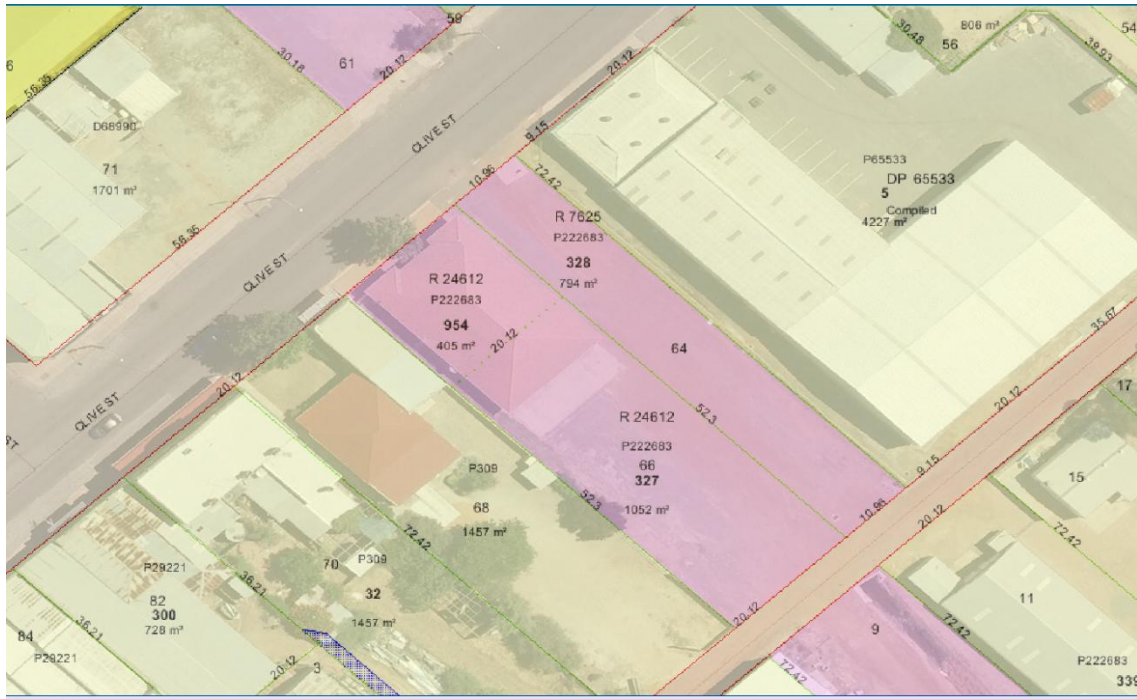 59
61
30.18
20.12
56.35
6
D68990
71
1701 m²
CLIVE ST
56.35
CLIVE ST
CLIVE ST
20.12
30.48
56
806 m²
39.93
54
20.12
9.15
P65533
DP 65533
5
Compiled
4227 m²
10.96
72.42
R 7625
P222683
328
794 m²
R 24612
P222683
954
405 m²
20.12
64
52.3
R 24612
P222683
66
327
1052 m²
52.3
35.67
20.12
9.15
10.96
20.12
20.12
17
15
72.42
11
P222683
339
9
72.42
72.42
P309
68
1457 m²
72.42
P309
70
32
1457 m²
36.21
P29221
82
300
728 m²
36.21
84
P29221
20.12
3